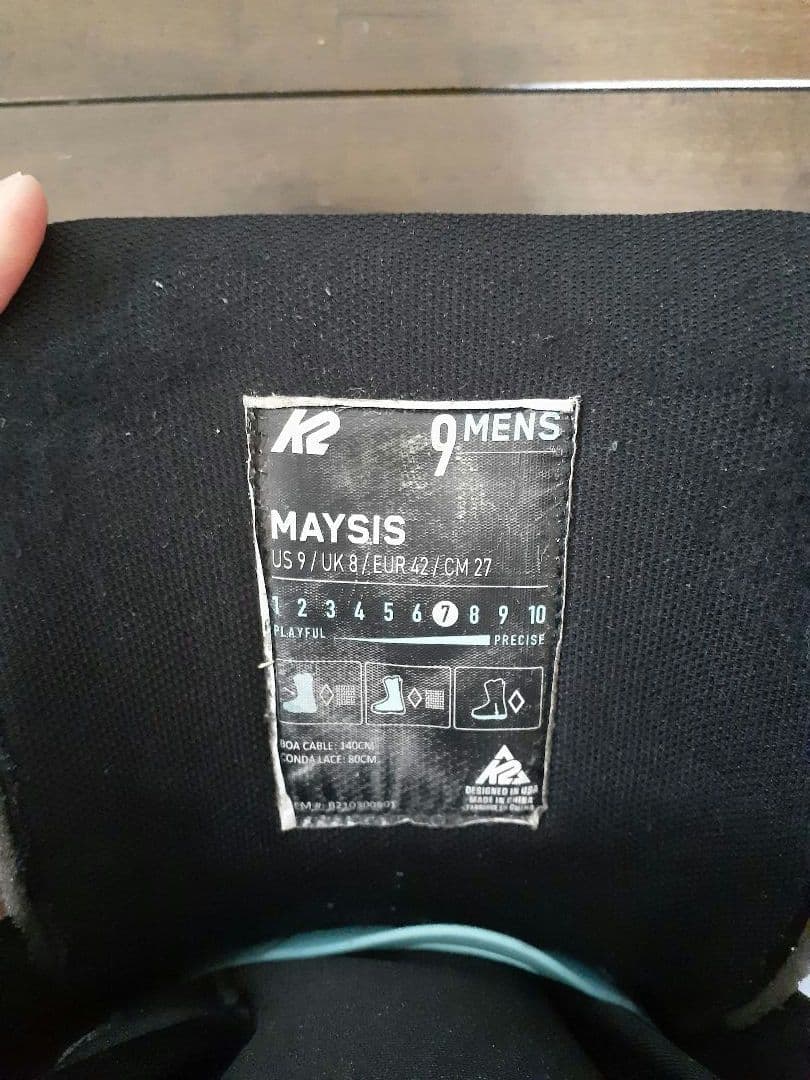 K2
9 MENS
MAYSIS
US 9 / UK 8 / EUR 42 / CM 27
1 2 3 4 5 6 7 8 9 10
PLAYFUL PRECISE
BOA CABLE: 140CM
CONDA LACE: 80CM
K2
DESIGNED IN USA
MADE IN CHINA